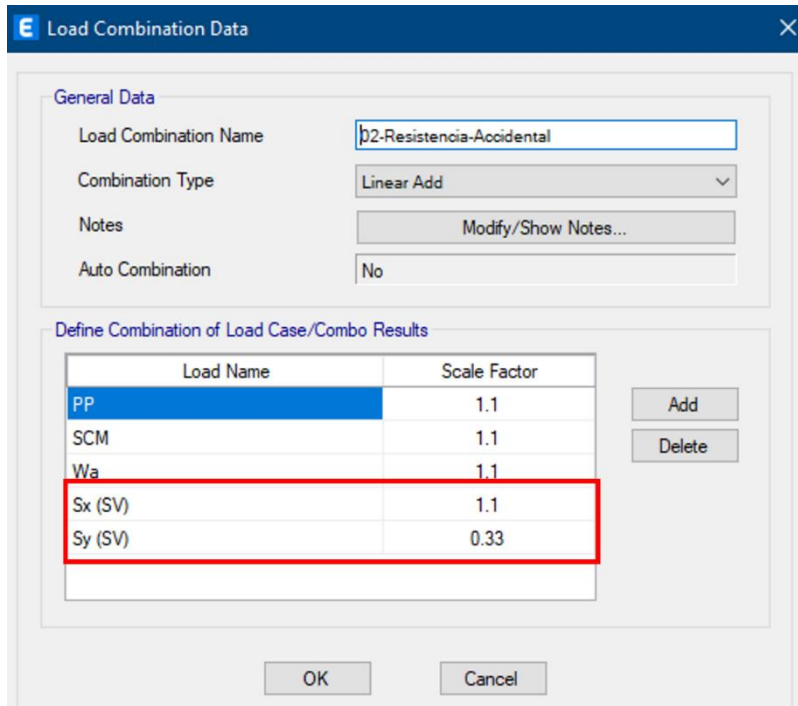 E Load Combination Data
General Data
Load Combination Name 02-Resistencia-Accidental
Combination Type Linear Add
Notes Modify/Show Notes...
Auto Combination No
Define Combination of Load Case/Combo Results
Load Name Scale Factor
PP 1.1 Add
SCM 1.1 Delete
Wa 1.1
Sx (SV) 1.1
Sy (SV) 0.33
OK Cancel